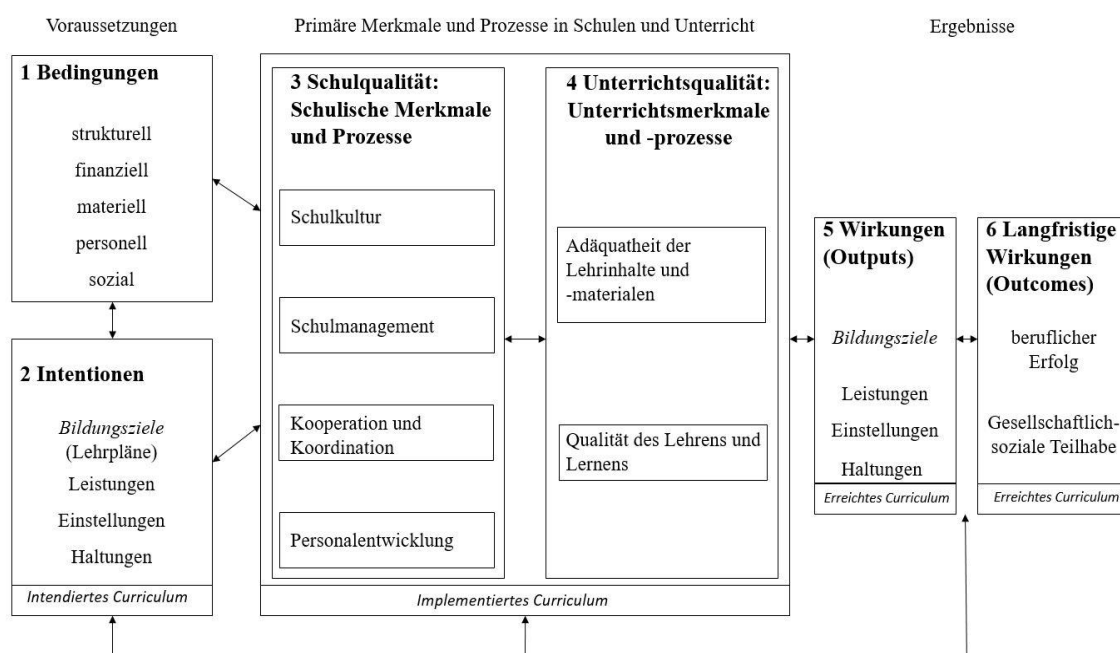 Voraussetzungen
Primäre Merkmale und Prozesse in Schulen und Unterricht
Ergebnisse
1 Bedingungen
strukturell
finanziell
materiell
personell
sozial
2 Intentionen
Bildungsziele
(Lehrpläne)
Leistungen
Einstellungen
Haltungen
Intendiertes Curriculum
3 Schulqualität:
Schulische Merkmale
und Prozesse
Schulkultur
Schulmanagement
Kooperation und
Koordination
Personalentwicklung
4 Unterrichtsqualität:
Unterrichtsmerkmale
und -prozesse
Adäquatheit der
Lehrinhalte und
-materialen
Qualität des Lehrens und
Lernens
Implementiertes Curriculum
5 Wirkungen
(Outputs)
Bildungsziele
Leistungen
Einstellungen
Haltungen
Erreichtes Curriculum
6 Langfristige
Wirkungen
(Outcomes)
beruflicher
Erfolg
Gesellschaftlich-
soziale Teilhabe
Erreichtes Curriculum